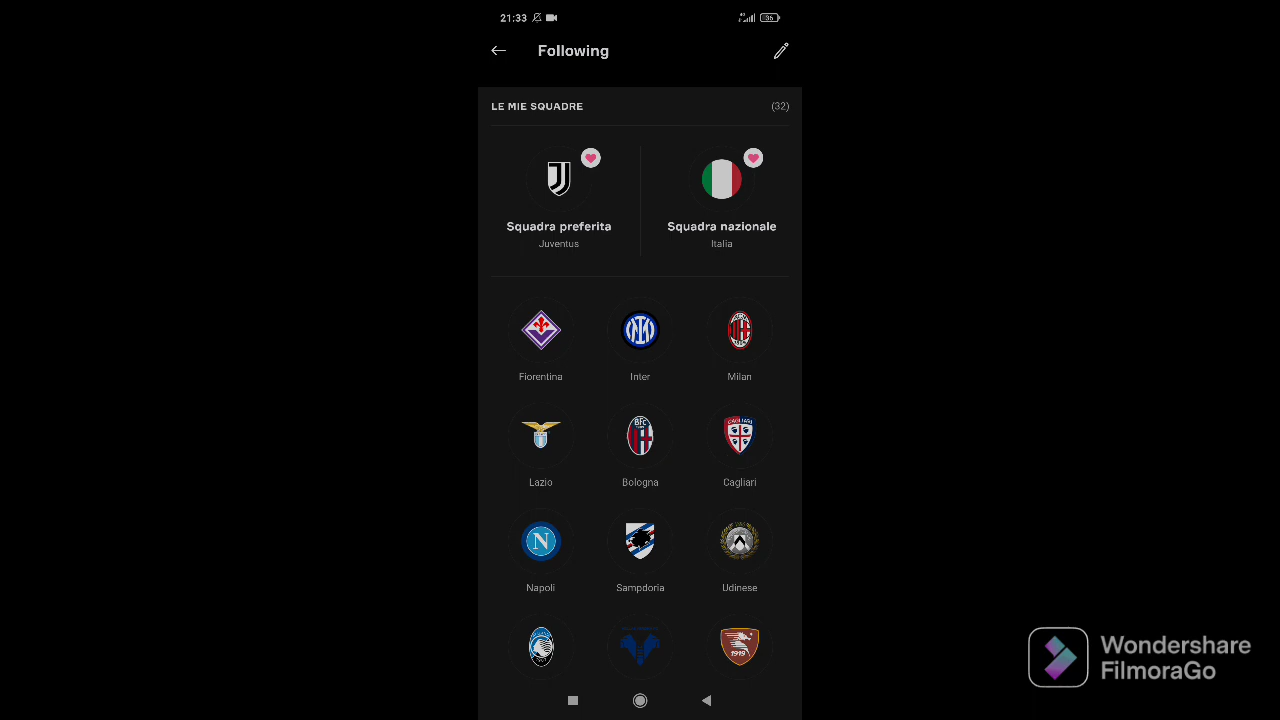 21:33
Following
LE MIE SQUADRE
(32)
Squadra preferita
Juventus
Squadra nazionale
Italia
Fiorentina
Inter
Milan
Lazio
Bologna
Cagliari
Napoli
Sampdoria
Udinese
1919
Wondershare
FilmoraGo